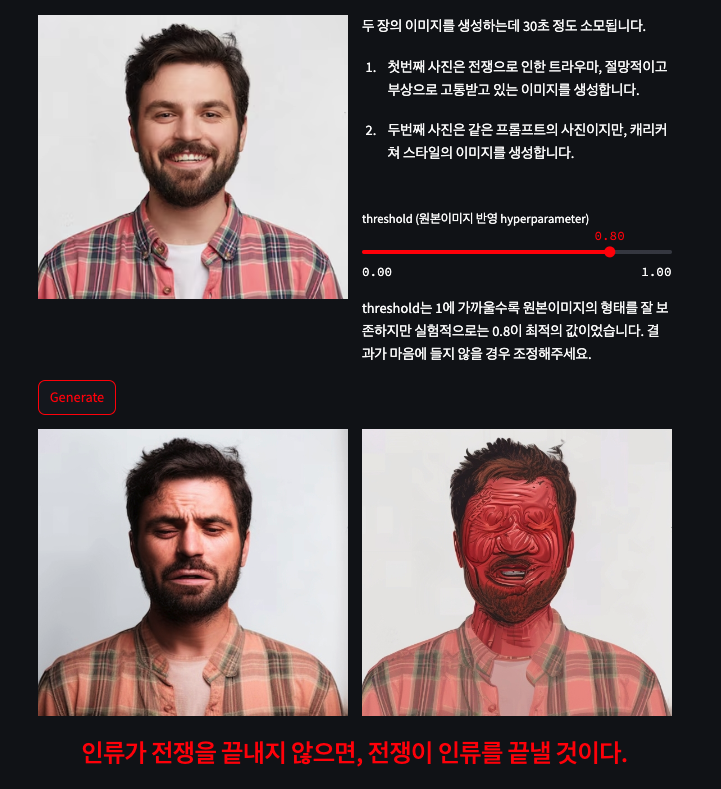 두 장의 이미지를 생성하는데 30초 정도 소모됩니다.
1. 첫번째 사진은 전쟁으로 인한 트라우마, 절망적이고
부상으로 고통받고 있는 이미지를 생성합니다.
2. 두번째 사진은 같은 프롬프트의 사진이지만, 캐리커
쳐 스타일의 이미지를 생성합니다.
threshold (원본이미지 반영 hyperparameter)
0.80
0.00 1.00
threshold는 1에 가까울수록 원본이미지의 형태를 잘 보
존하지만 실험적으로는 0.8이 최적의 값이었습니다. 결
과가 마음에 들지 않을 경우 조정해주세요.
Generate
인류가 전쟁을 끝내지 않으면, 전쟁이 인류를 끝낼 것이다.